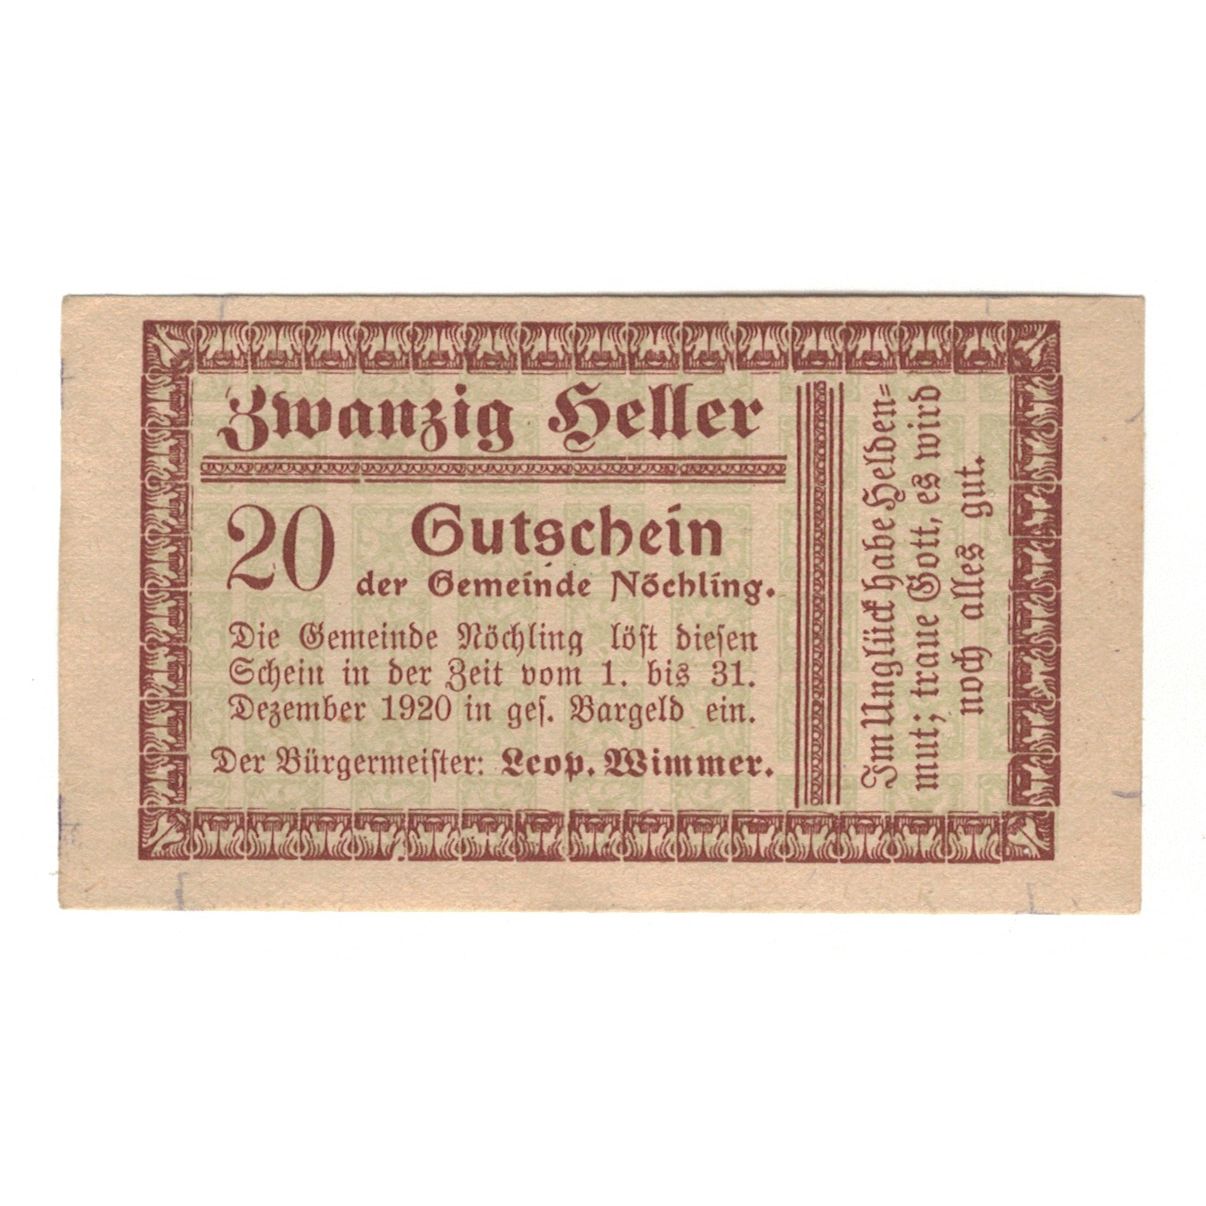 Zwanzig Heller
20 Gutschein
der Gemeinde Nöchling.
Die Gemeinde Nöchling löst diesen
Schein in der Zeit vom 1. bis 31.
Dezember 1920 in ges. Bargeld ein.
Der Bürgermeister: Leop. Wimmer.
Im Unglück habe Helden=
mut; traue Gott, es wird
noch alles gut.